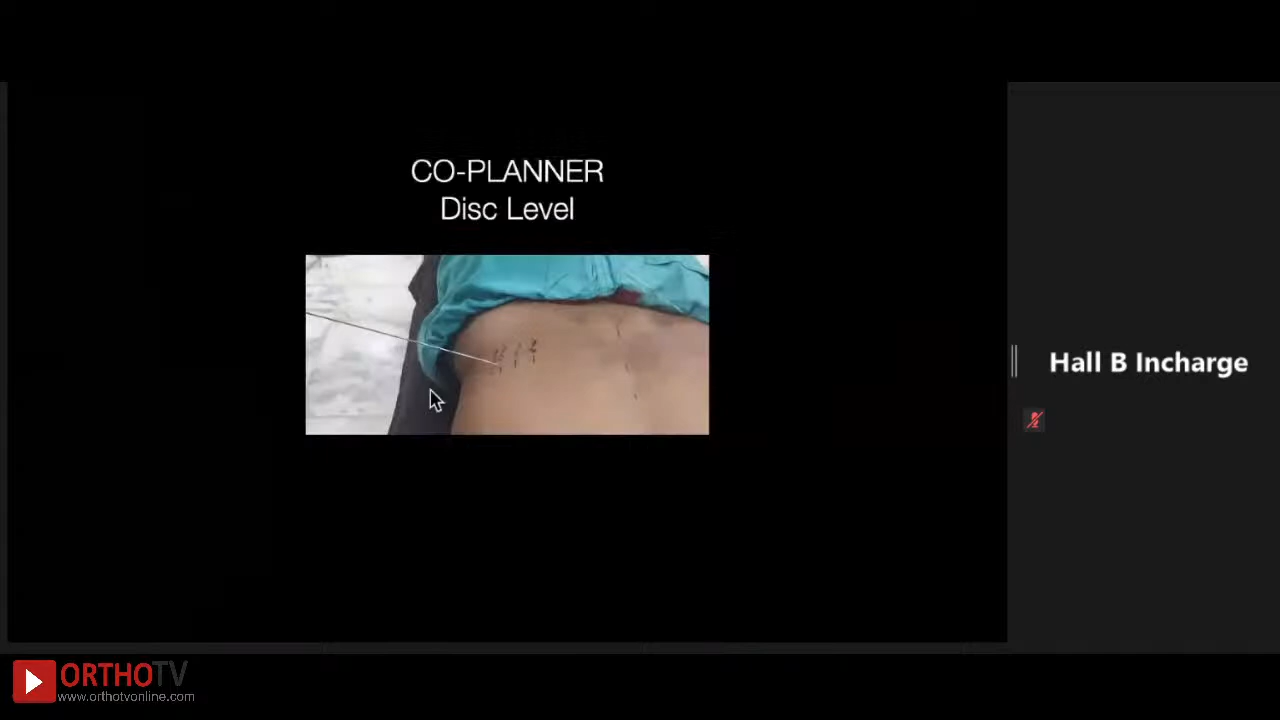 CO-PLANNER
Disc Level
Hall B Incharge
ORTHOTV
www.orthotvonline.com